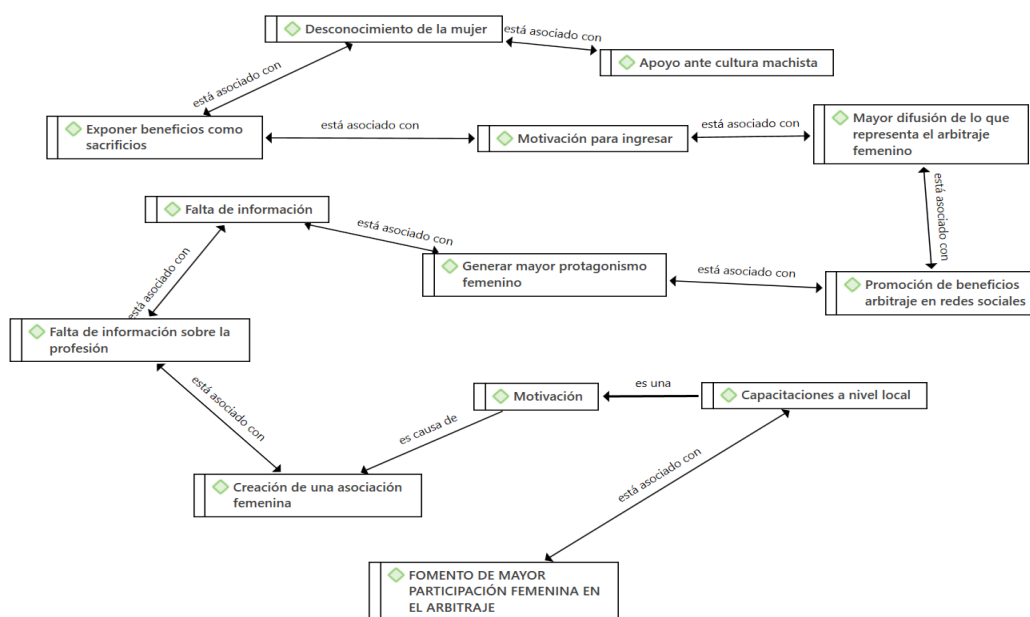 Desconocimiento de la mujer
está asociado con
Apoyo ante cultura machista
está asociado con
Exponer beneficios como
sacrificios
está asociado con
Motivación para ingresar
está asociado con
Mayor difusión de lo que
representa el arbitraje
femenino
está asociado con
Falta de información
está asociado con
Generar mayor protagonismo
femenino
está asociado con
Promoción de beneficios
arbitraje en redes sociales
está asociado con
Falta de información sobre la
profesión
está asociado con
Motivación
es una
Capacitaciones a nivel local
es causa de
Creación de una asociación
femenina
está asociado con
FOMENTO DE MAYOR
PARTICIPACIÓN FEMENINA EN
EL ARBITRAJE